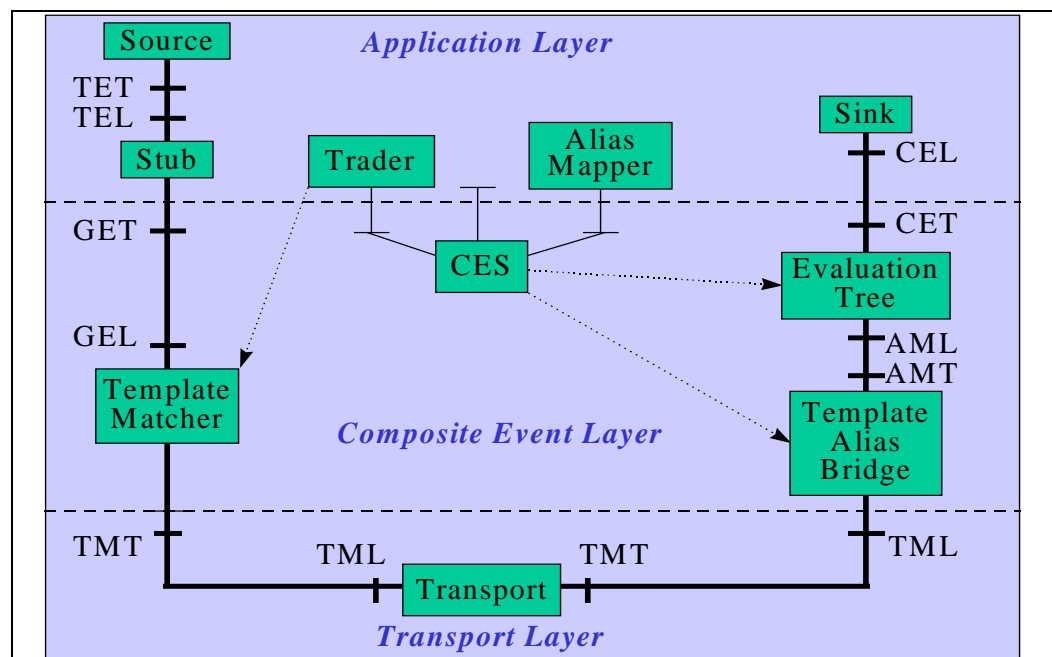 Source
Application Layer
TET
TEL
Sink
Stub
Trader
Alias
Mapper
CEL
GET
CET
CES
Evaluation
Tree
GEL
AML
AMT
Template
Matcher
Template
Alias
Bridge
Composite Event Layer
TMT
TML
TMT
TML
Transport
Transport Layer